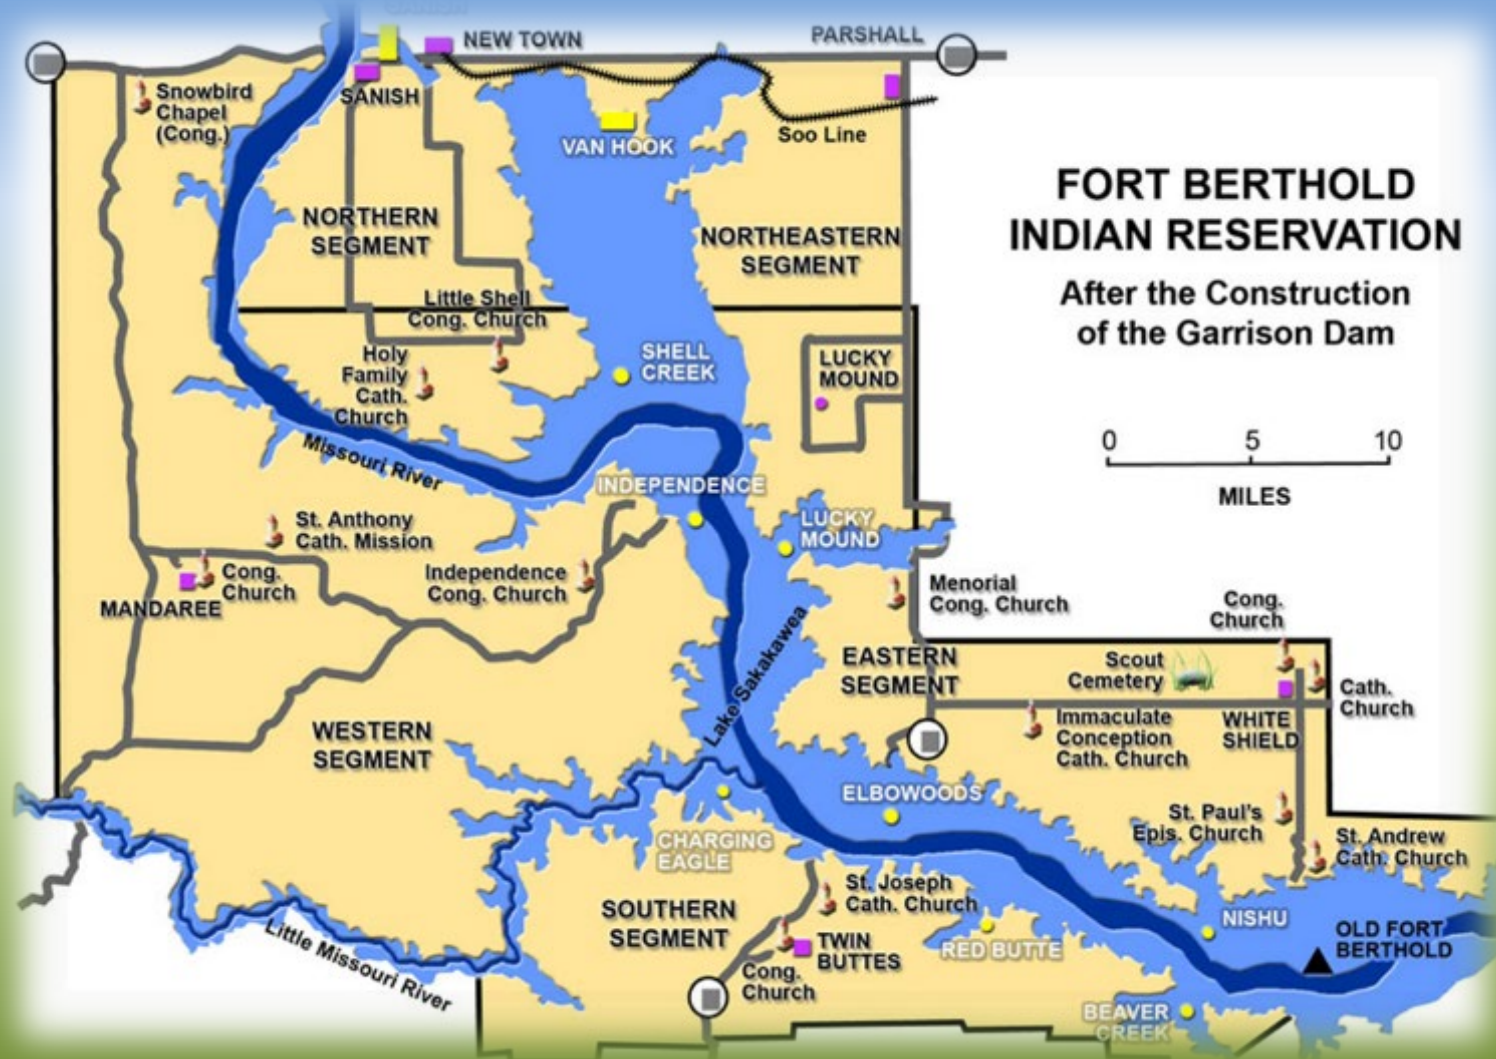 SANISH
NEW TOWN
PARSHALL
Snowbird
Chapel
(Cong.)
SANISH
VAN HOOK
Soo Line
FORT BERTHOLD
INDIAN RESERVATION
After the Construction
of the Garrison Dam
NORTHERN
SEGMENT
NORTHEASTERN
SEGMENT
Little Shell
Cong. Church
Holy
Family
Cath.
Church
SHELL
CREEK
LUCKY
MOUND
0 5 10
MILES
Missouri River
INDEPENDENCE
LUCKY
MOUND
St. Anthony
Cath. Mission
Cong.
Church
MANDAREE
Independence
Cong. Church
Menorial
Cong. Church
Cong.
Church
Lake Sakakawea
EASTERN
SEGMENT
Scout
Cemetery
Cath.
Church
WHITE
SHIELD
Immaculate
Conception
Cath. Church
WESTERN
SEGMENT
ELBOWOODS
CHARGING
EAGLE
St. Paul's
Epis. Church
St. Andrew
Cath. Church
St. Joseph
Cath. Church
SOUTHERN
SEGMENT
TWIN
BUTTES
Cong.
Church
RED BUTTE
NISHU
OLD FORT
BERTHOLD
Little Missouri River
BEAVER
CREEK